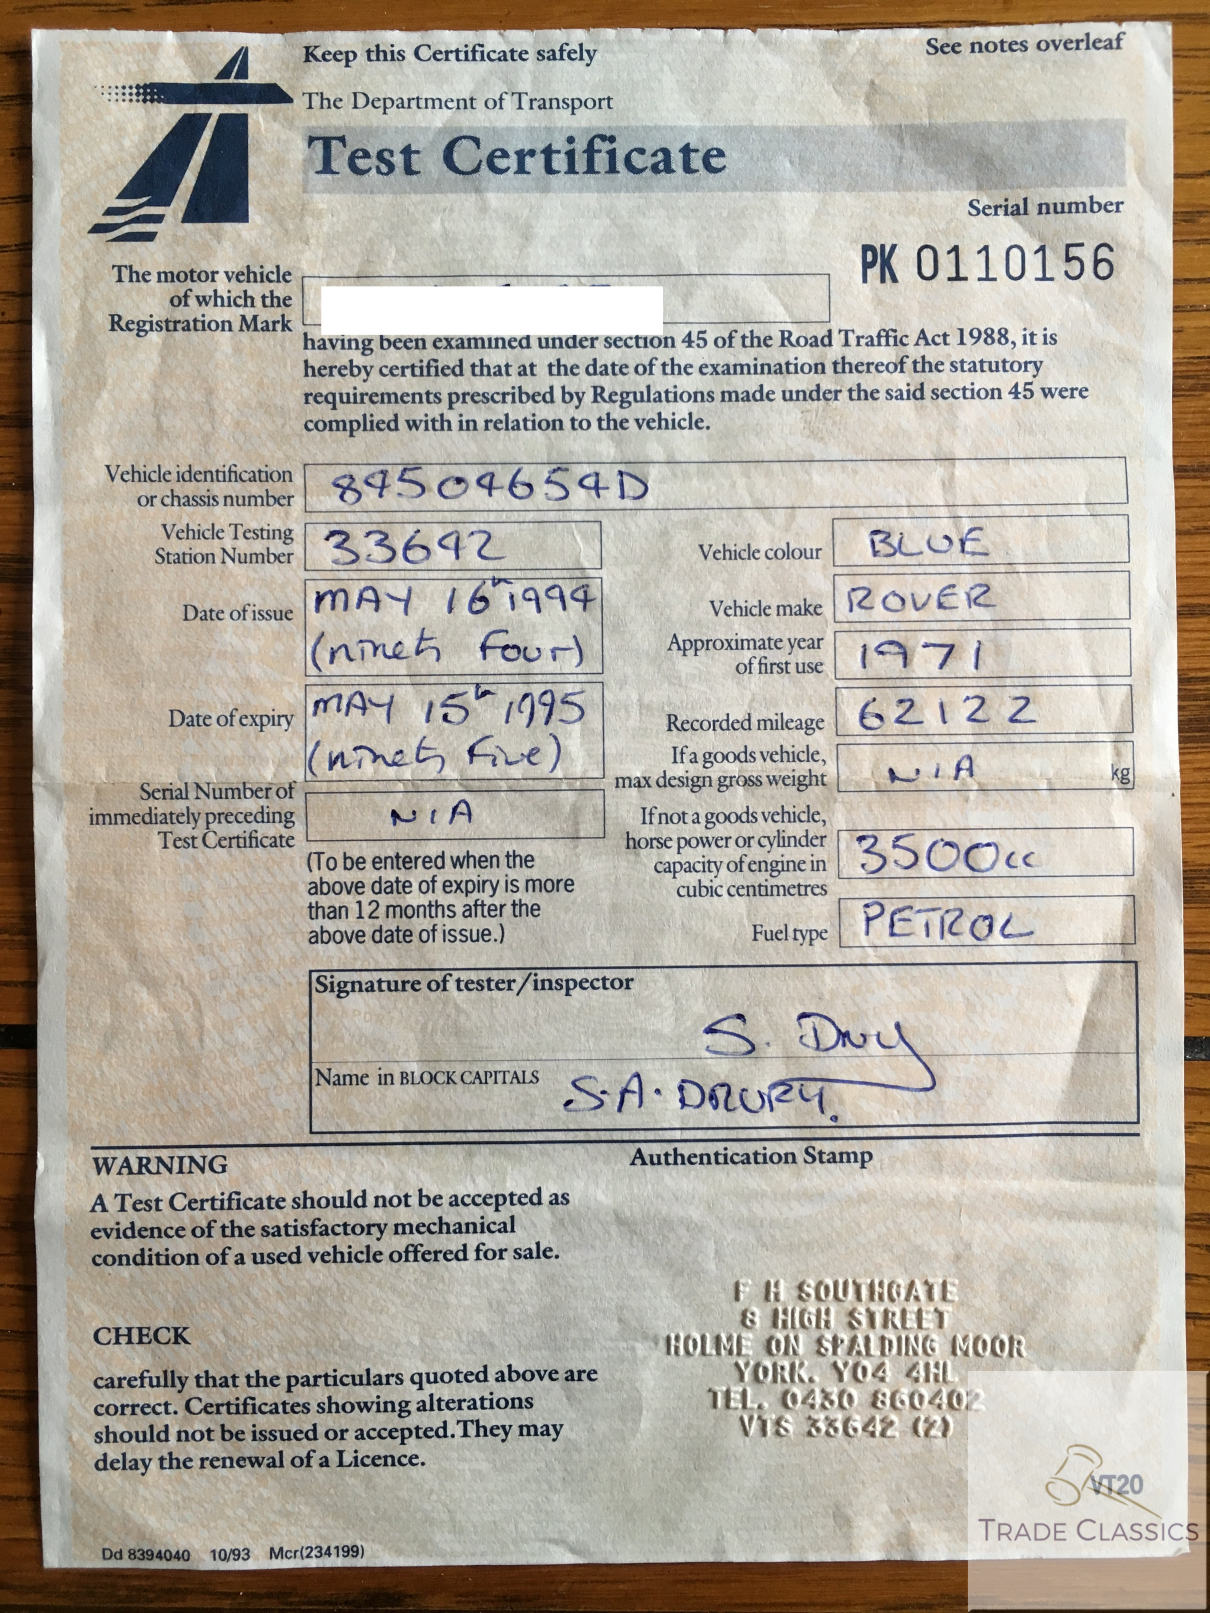 Keep this Certificate safely
See notes overleaf
The Department of Transport
Test Certificate
Serial number
PK 0110156
The motor vehicle
of which the
Registration Mark
having been examined under section 45 of the Road Traffic Act 1988, it is
hereby certified that at the date of the examination thereof the statutory
requirements prescribed by Regulations made under the said section 45 were
complied with in relation to the vehicle.
Vehicle identification
or chassis number
84504654D
Vehicle Testing
Station Number
33642
Vehicle colour
BLUE
Date of issue
MAY 16th 1994
(ninety four)
Vehicle make
ROVER
Approximate year
of first use
1971
Date of expiry
MAY 15th 1995
(ninety five)
Recorded mileage
62122
If a goods vehicle,
max design gross weight
N/A
kg
Serial Number of
immediately preceding
Test Certificate
N/A
(To be entered when the
above date of expiry is more
than 12 months after the
above date of issue.)
If not a goods vehicle,
horse power or cylinder
capacity of engine in
cubic centimetres
3500cc
Fuel type
PETROL
Signature of tester/inspector
S. Drury
Name in BLOCK CAPITALS
S.A. DRURY.
WARNING
A Test Certificate should not be accepted as
evidence of the satisfactory mechanical
condition of a used vehicle offered for sale.
Authentication Stamp
F H SOUTHGATE
8 HIGH STREET
HOLME ON SPALDING MOOR
YORK. YO4 4HL
TEL. 0430 860402
VTS 33642 (2)
CHECK
carefully that the particulars quoted above are
correct. Certificates showing alterations
should not be issued or accepted. They may
delay the renewal of a Licence.
VT20
TRADE CLASSICS
Dd 8394040 10/93 Mcr(234199)